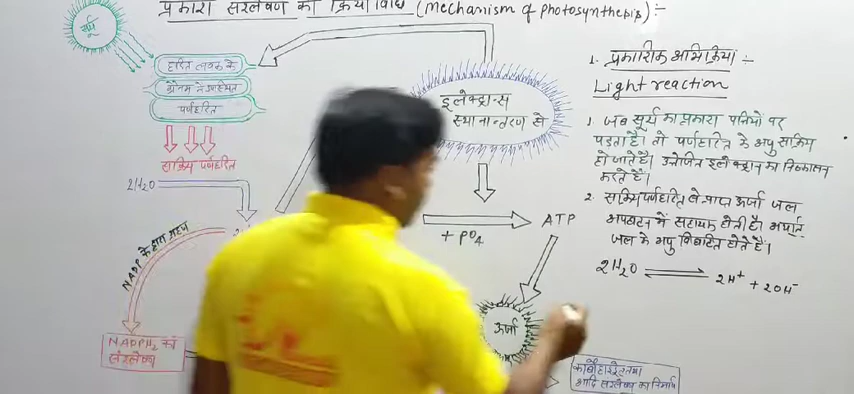 प्रकाश संश्लेषण की क्रियाविधि (Mechanism of Photosynthesis) :-
सूर्य
हरित लवक के
ग्रेनम में उपस्थित
पर्णहरित
सक्रिय पर्णहरित
2H₂O
NADP के द्वारा ग्रहण
NADPH₂ का
संश्लेषण
इलेक्ट्रान्स
स्थानान्तरण से
+ PO₄
ATP
ऊर्जा
आदि संश्लेषण का निर्माण
1. प्रकाशिक अभिक्रिया :-
Light reaction
1. जब सूर्य का प्रकाश पत्तियों पर
पड़ता है। तो पर्णहरित के अणु सक्रिय
हो जाते हैं। उत्तेजित इलेक्ट्रान का निष्कासन
करते हैं।
2. सक्रिय पर्णहरित से प्राप्त ऊर्जा जल
अपघटन में सहायक होती है। अर्थात्
जल के अणु विघटित होते हैं।
2H₂O ⇌ 2H⁺ + 2OH⁻